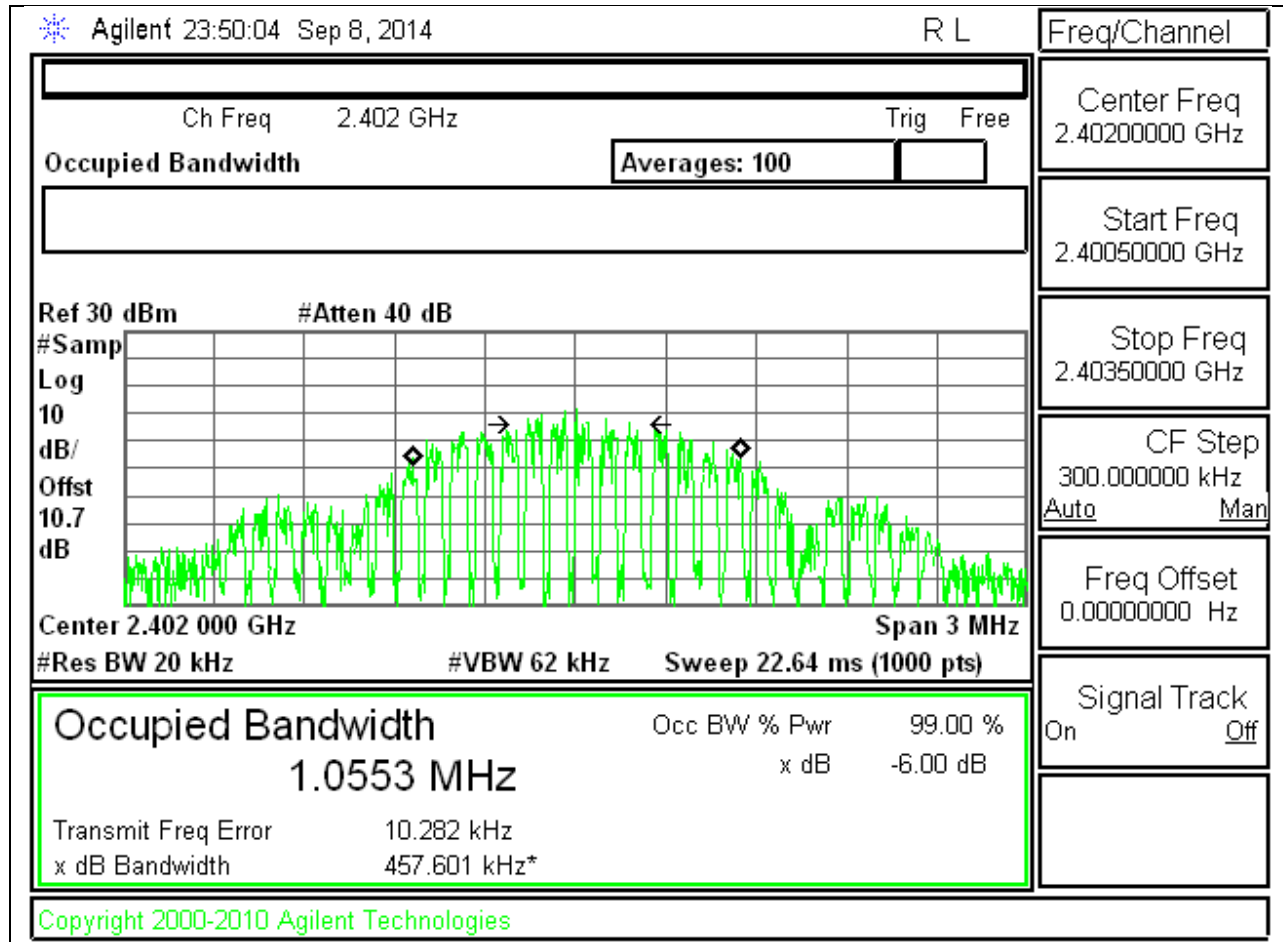 Agilent 23:50:04 Sep 8, 2014 R L
Freq/Channel
Ch Freq 2.402 GHz Trig Free
Occupied Bandwidth Averages: 100
Ref 30 dBm #Atten 40 dB
#Samp
Log
10
dB/
Offst
10.7
dB
Center 2.402 000 GHz Span 3 MHz
#Res BW 20 kHz #VBW 62 kHz Sweep 22.64 ms (1000 pts)
Occupied Bandwidth
1.0553 MHz
Occ BW % Pwr 99.00 %
x dB -6.00 dB
Transmit Freq Error 10.282 kHz
x dB Bandwidth 457.601 kHz*
Center Freq
2.40200000 GHz
Start Freq
2.40050000 GHz
Stop Freq
2.40350000 GHz
CF Step
300.000000 kHz
Auto Man
Freq Offset
0.00000000 Hz
Signal Track
On Off
Copyright 2000-2010 Agilent Technologies